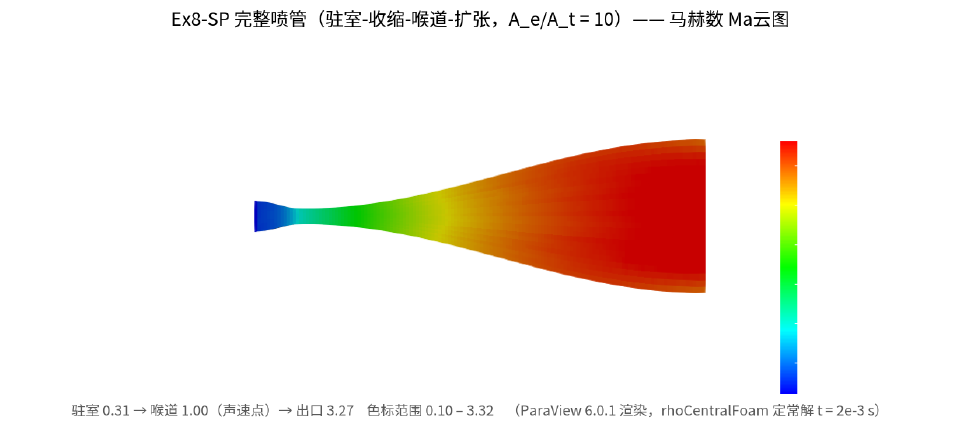 Ex8-SP 完整喷管（驻室-收缩-喉道-扩张，A_e/A_t = 10）—— 马赫数 Ma云图
驻室 0.31 → 喉道 1.00（声速点）→ 出口 3.27 色标范围 0.10 – 3.32 （ParaView 6.0.1 渲染，rhoCentralFoam 定常解 t = 2e-3 s）